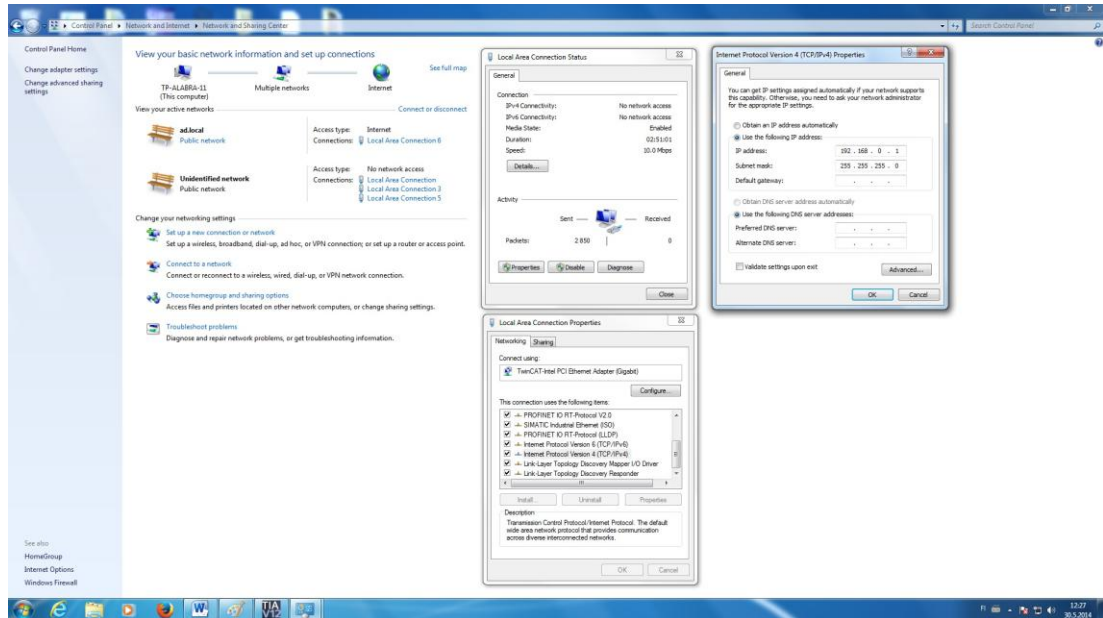 Control Panel ▸ Network and Internet ▸ Network and Sharing Center
Search Control Panel
Control Panel Home
Change adapter settings
Change advanced sharing
settings
See also
HomeGroup
Internet Options
Windows Firewall
View your basic network information and set up connections
See full map
TP-ALABRA-11
(This computer)
Multiple networks
Internet
View your active networks
Connect or disconnect
ad.local
Public network
Access type: Internet
Connections: Local Area Connection 6
Unidentified network
Public network
Access type: No network access
Connections: Local Area Connection
Local Area Connection 3
Local Area Connection 5
Change your networking settings
Set up a new connection or network
Set up a wireless, broadband, dial-up, ad hoc, or VPN connection; or set up a router or access point.
Connect to a network
Connect or reconnect to a wireless, wired, dial-up, or VPN network connection.
Choose homegroup and sharing options
Access files and printers located on other network computers, or change sharing settings.
Troubleshoot problems
Diagnose and repair network problems, or get troubleshooting information.
Local Area Connection Status
General
Connection
IPv4 Connectivity: No network access
IPv6 Connectivity: No network access
Media State: Enabled
Duration: 02:51:01
Speed: 10.0 Mbps
Details...
Activity
Sent — Received
Packets: 2 850 0
Properties Disable Diagnose
Close
Local Area Connection Properties
Networking Sharing
Connect using:
TwinCAT-Intel PCI Ethernet Adapter (Gigabit)
Configure...
This connection uses the following items:
PROFINET IO RT-Protocol V2.0
SIMATIC Industrial Ethernet (ISO)
PROFINET IO RT-Protocol (LLDP)
Internet Protocol Version 6 (TCP/IPv6)
Internet Protocol Version 4 (TCP/IPv4)
Link-Layer Topology Discovery Mapper I/O Driver
Link-Layer Topology Discovery Responder
Install... Uninstall Properties
Description
Transmission Control Protocol/Internet Protocol. The default
wide area network protocol that provides communication
across diverse interconnected networks.
OK Cancel
Internet Protocol Version 4 (TCP/IPv4) Properties
General
You can get IP settings assigned automatically if your network supports
this capability. Otherwise, you need to ask your network administrator
for the appropriate IP settings.
Obtain an IP address automatically
Use the following IP address:
IP address: 192 . 168 . 0 . 1
Subnet mask: 255 . 255 . 255 . 0
Default gateway: . . .
Obtain DNS server address automatically
Use the following DNS server addresses:
Preferred DNS server: . . .
Alternate DNS server: . . .
Validate settings upon exit
Advanced...
OK Cancel
TIA
V12
FI
12:27
30.5.2014